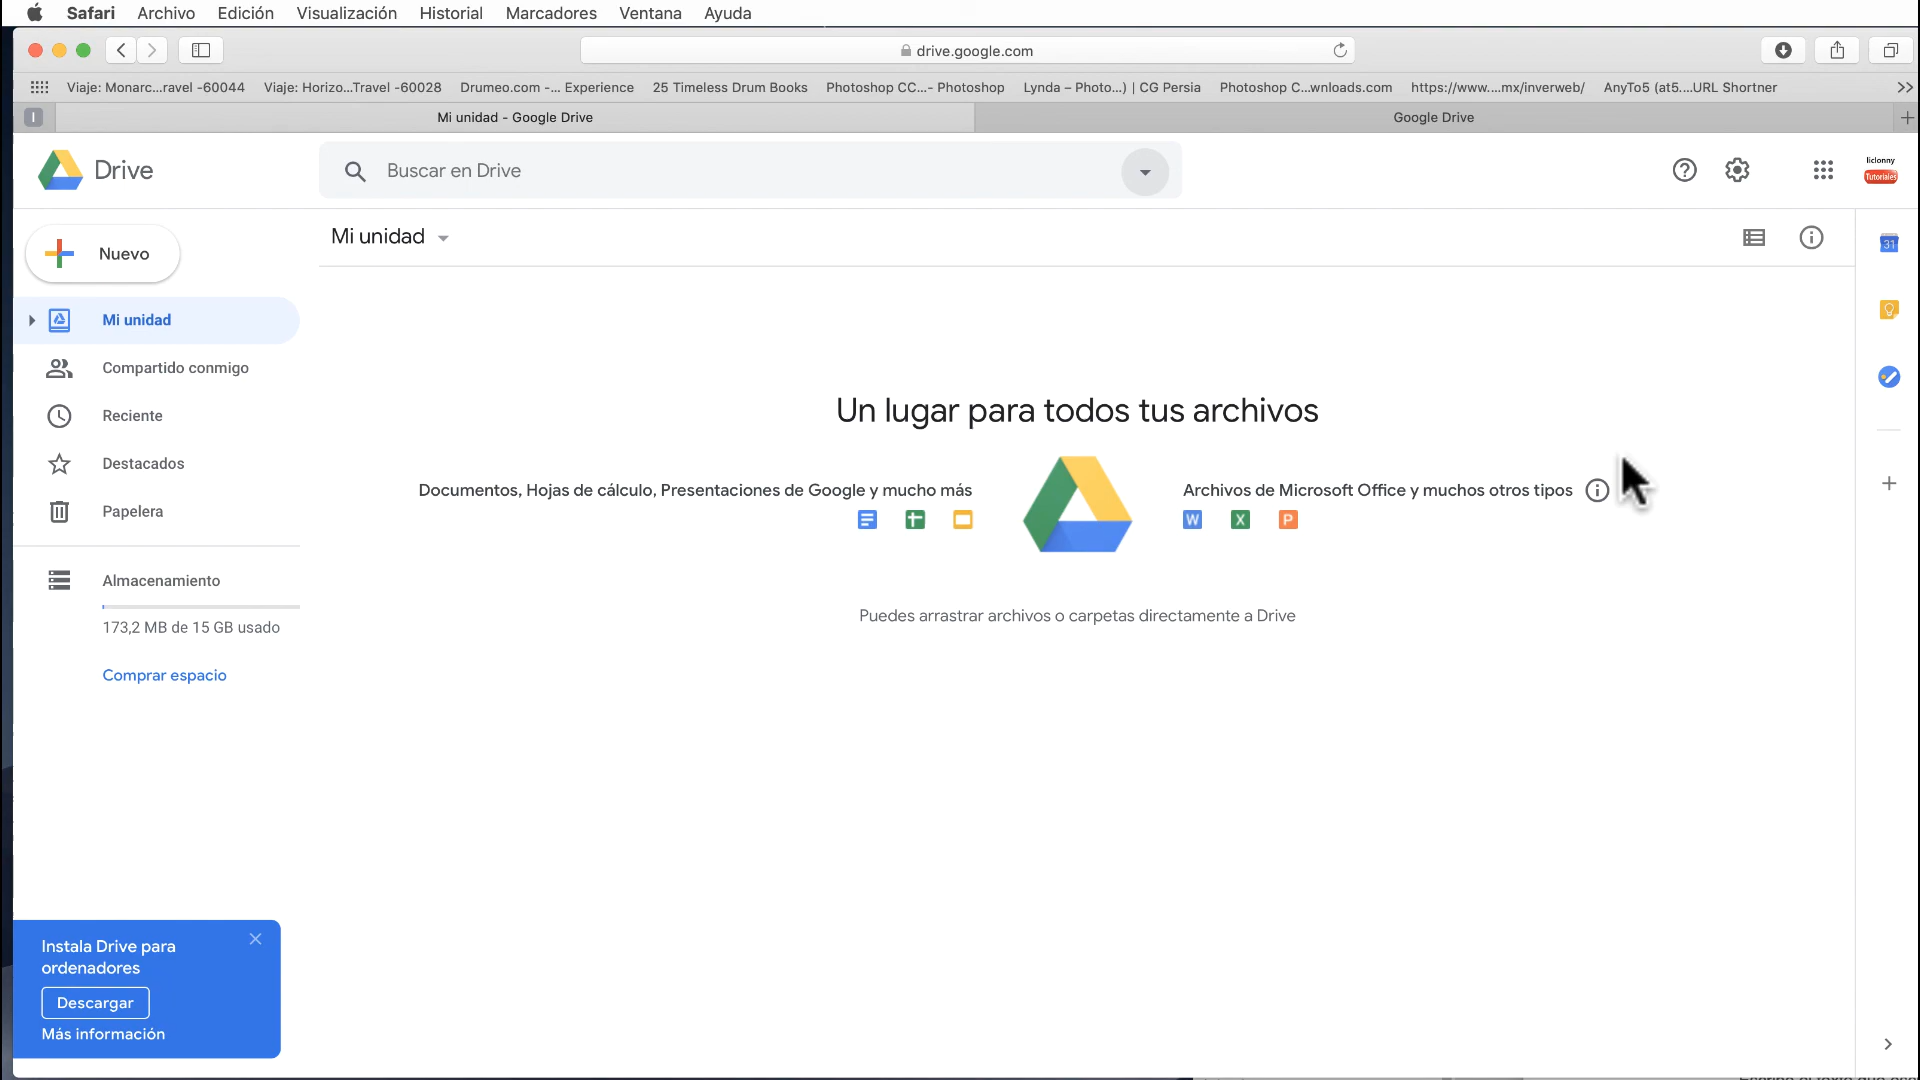 Safari Archivo Edición Visualización Historial Marcadores Ventana Ayuda
drive.google.com
Viaje: Monarc...ravel -60044 Viaje: Horizo...Travel -60028 Drumeo.com -... Experience 25 Timeless Drum Books Photoshop CC...- Photoshop Lynda – Photo...) | CG Persia Photoshop C...wnloads.com https://www....mx/inverweb/ AnyTo5 (at5....URL Shortner
I Mi unidad - Google Drive Google Drive
Drive Buscar en Drive
liclonny
Tutoriales
Nuevo
Mi unidad
31
Mi unidad
Compartido conmigo
Reciente
Destacados
Papelera
Almacenamiento
173,2 MB de 15 GB usado
Comprar espacio
Un lugar para todos tus archivos
Documentos, Hojas de cálculo, Presentaciones de Google y mucho más
Archivos de Microsoft Office y muchos otros tipos
W X P
Puedes arrastrar archivos o carpetas directamente a Drive
Instala Drive para
ordenadores
Descargar
Más información